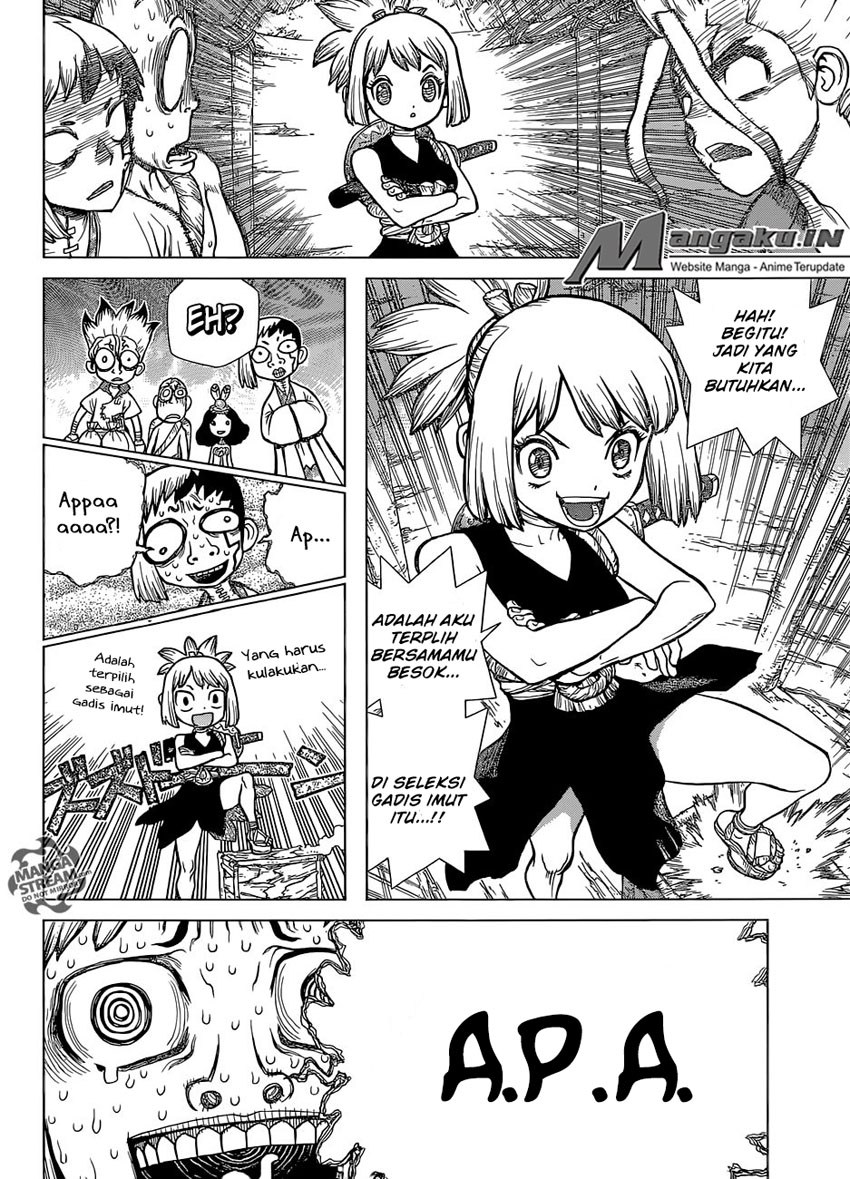 Mangaku.IN
Website Manga - Anime Terupdate
HAH!
BEGITU!
JADI YANG
KITA
BUTUHKAN...
EH?
Appaa
aaaa?!
Ap...
ADALAH AKU
TERPLIH
BERSAMAMU
BESOK...
DI SELEKSI
GADIS IMUT
ITU...!!
Yang harus
kulakukan...
Adalah
terpilih
sebagai
gadis imut!
MANGA
STREAM.com
DO NOT MIRROR
A.P.A.